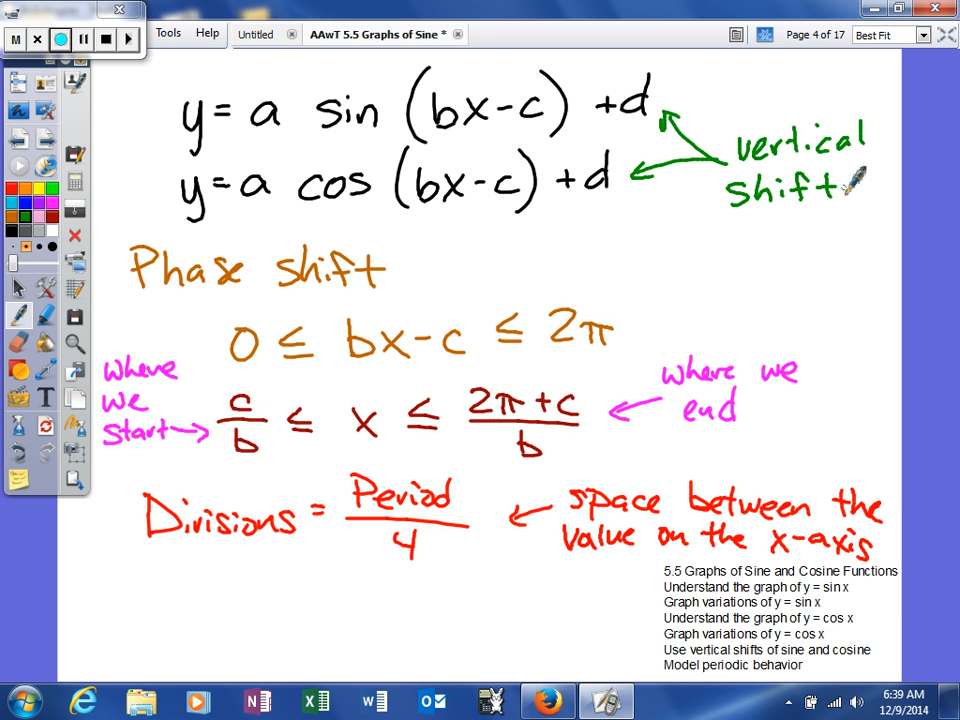 M
Tools Help Untitled AAwT 5.5 Graphs of Sine * Page 4 of 17 Best Fit
y = a sin (bx - c) + d
y = a cos (bx - c) + d
vertical
shift
Phase shift
0 ≤ bx - c ≤ 2π
where
we
start
c/b ≤ x ≤ 2π + c/b
where we
end
Divisions = Period/4
space between the
value on the x-axis
5.5 Graphs of Sine and Cosine Functions
Understand the graph of y = sin x
Graph variations of y = sin x
Understand the graph of y = cos x
Graph variations of y = cos x
Use vertical shifts of sine and cosine
Model periodic behavior
6:39 AM
12/9/2014